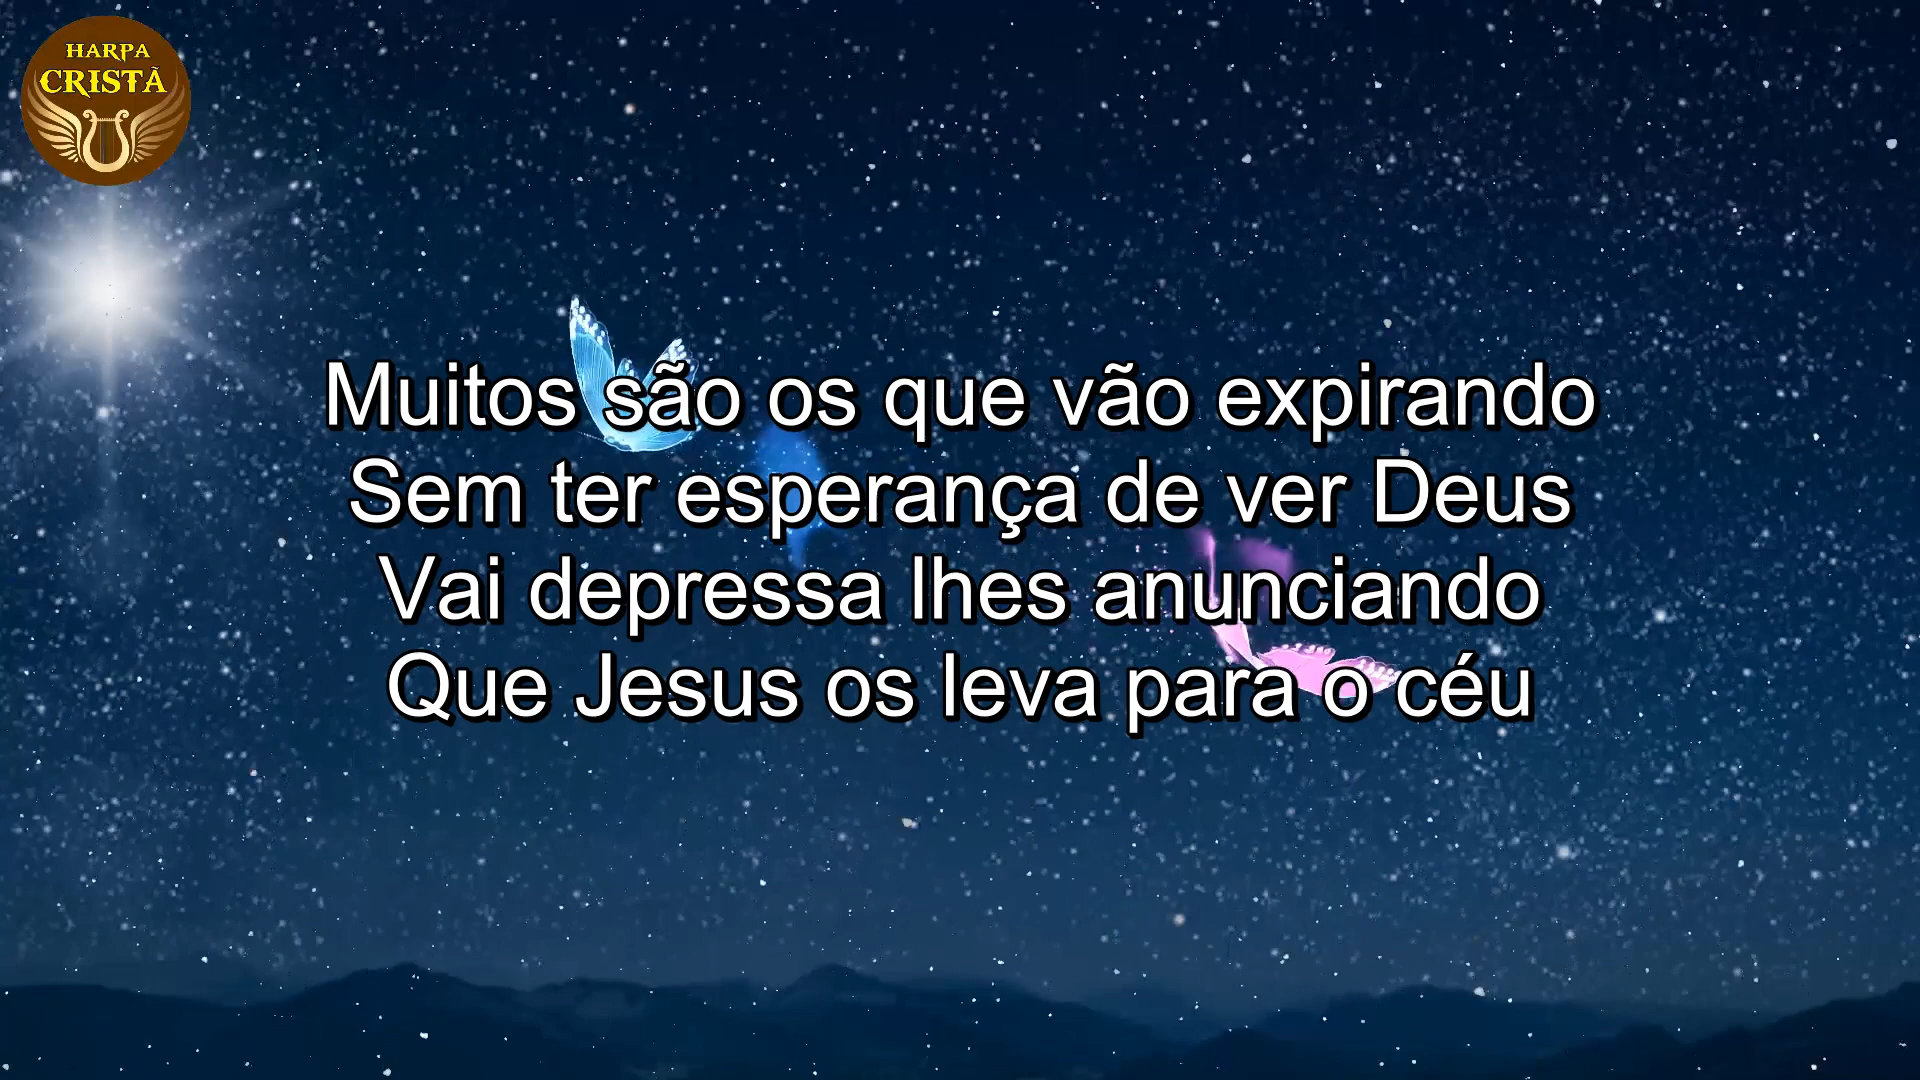 HARPA
CRISTÃ
Muitos são os que vão expirando
Sem ter esperança de ver Deus
Vai depressa lhes anunciando
Que Jesus os leva para o céu